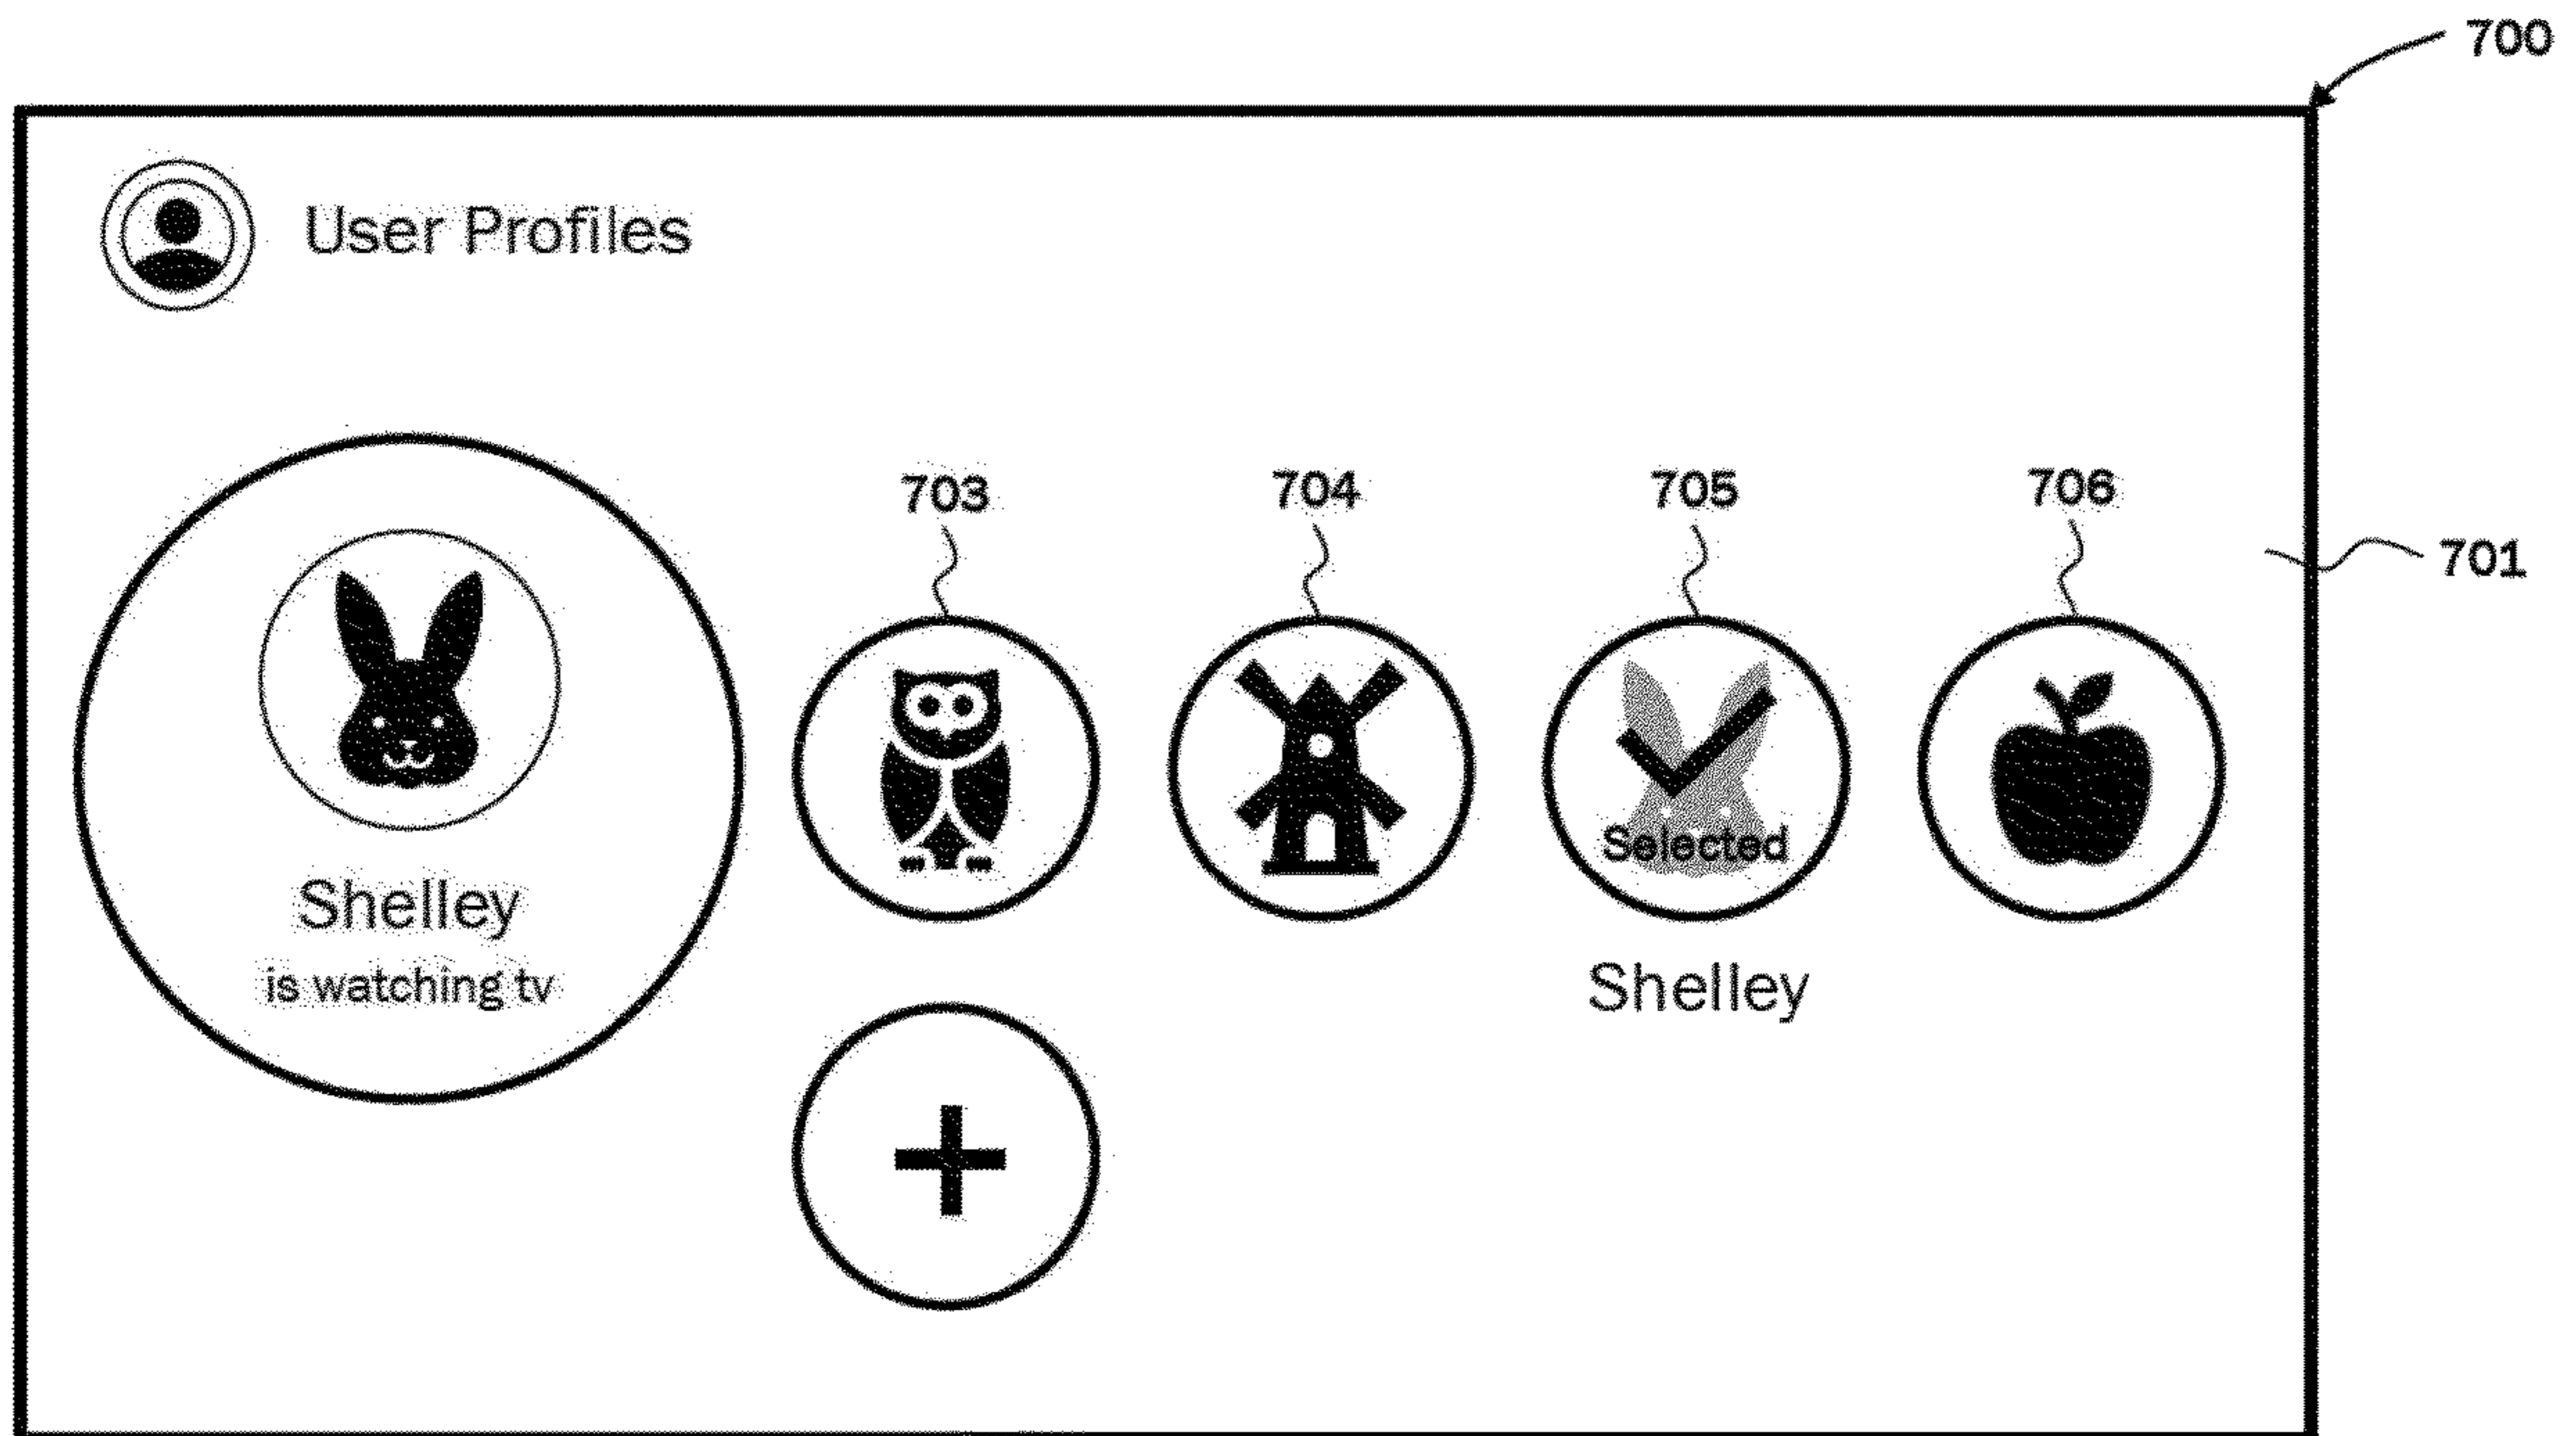 700
User Profiles
703
704
705
706
701
Selected
Shelley
is watching tv
Shelley